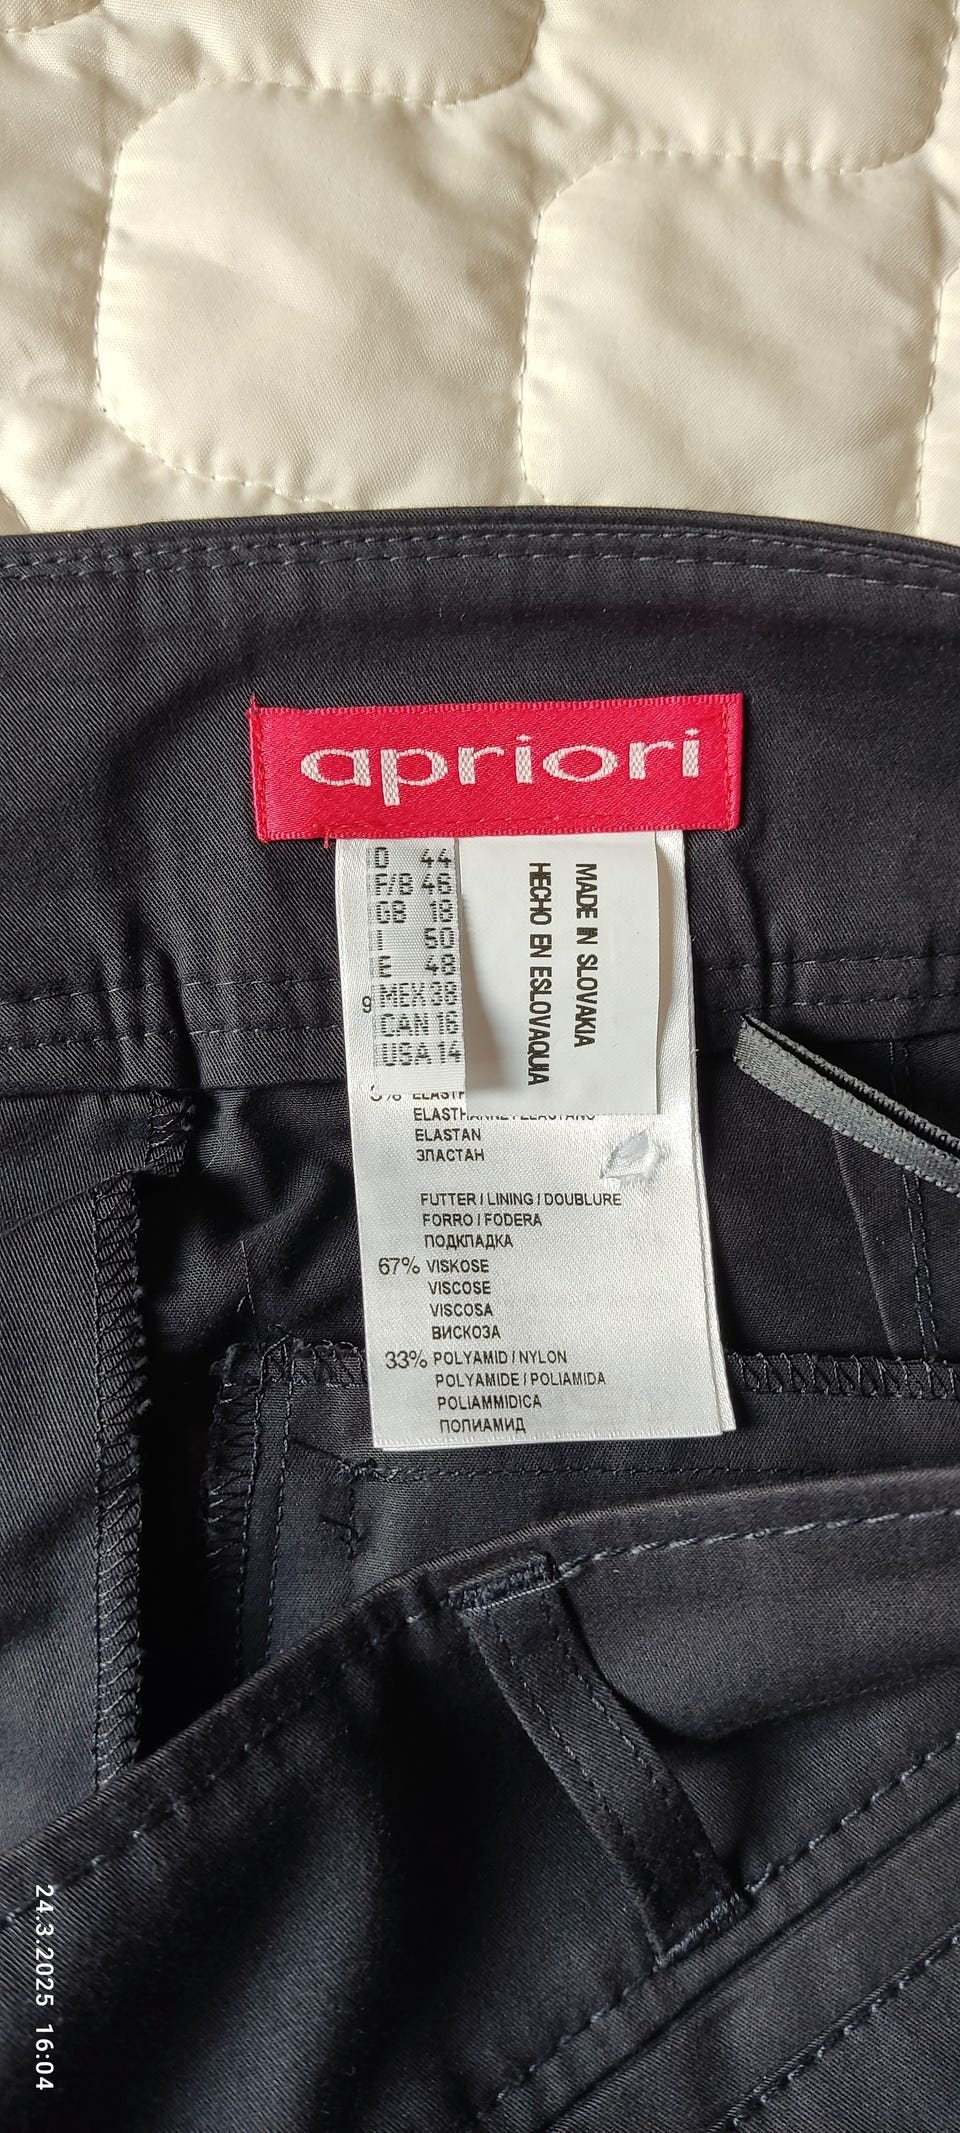 apriori
D 44
F/B 46
GB 18
I 50
E 48
MEX 38
CAN 16
USA 14
MADE IN SLOVAKIA
HECHO EN ESLOVAQUIA
ELASTAN
ЭЛАСТАН
FUTTER / LINING / DOUBLURE
FORRO / FODERA
ПОДКЛАДКА
67% VISKOSE
VISCOSE
VISCOSA
ВИСКОЗА
33% POLYAMID / NYLON
POLYAMIDE / POLIAMIDA
POLIAMMIDICA
ПОЛИАМИД
24.3.2025 16:04